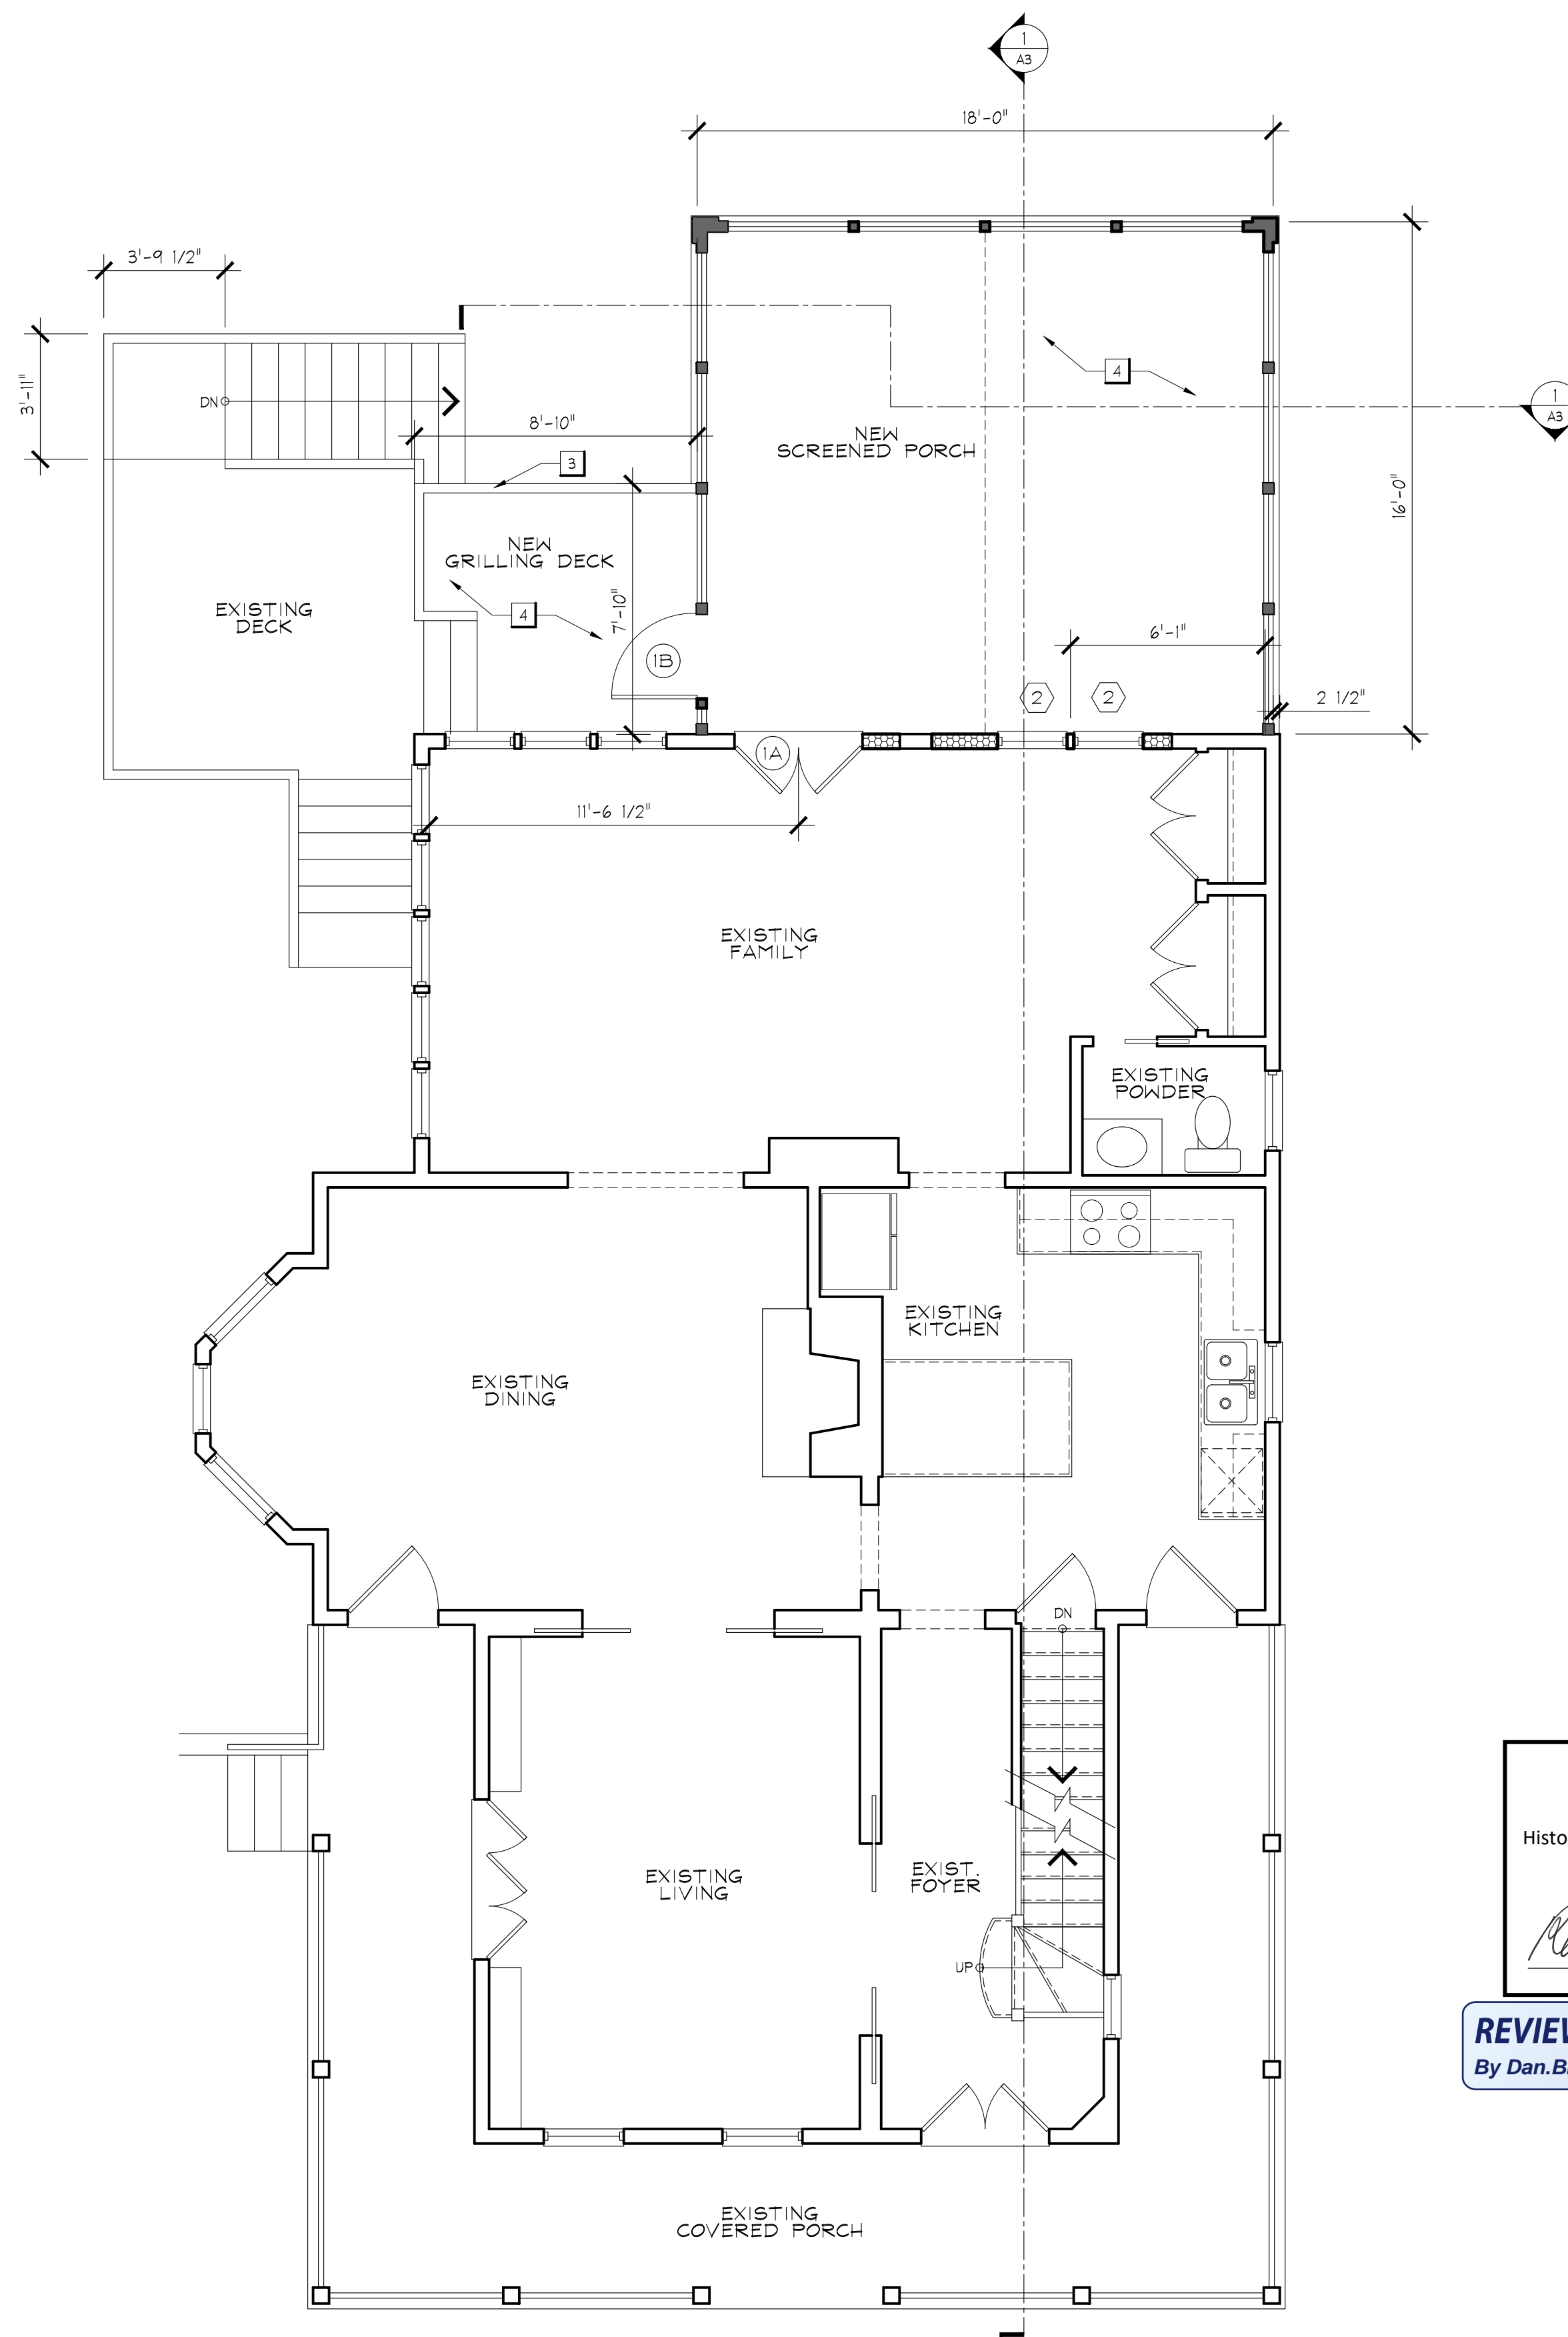 1
A3
18'-0"
3'-9 1/2"
3'-11"
DN
8'-10"
3
4
1
A3
NEW
SCREENED PORCH
16'-0"
NEW
GRILLING DECK
EXISTING
DECK
4
7'-10"
6'-1"
1B
2
2
2 1/2"
1A
11'-6 1/2"
EXISTING
FAMILY
EXISTING
POWDER
EXISTING
KITCHEN
EXISTING
DINING
DN
EXISTING
LIVING
EXIST.
FOYER
UP
Histo
REVIEW
By Dan.B
EXISTING
COVERED PORCH